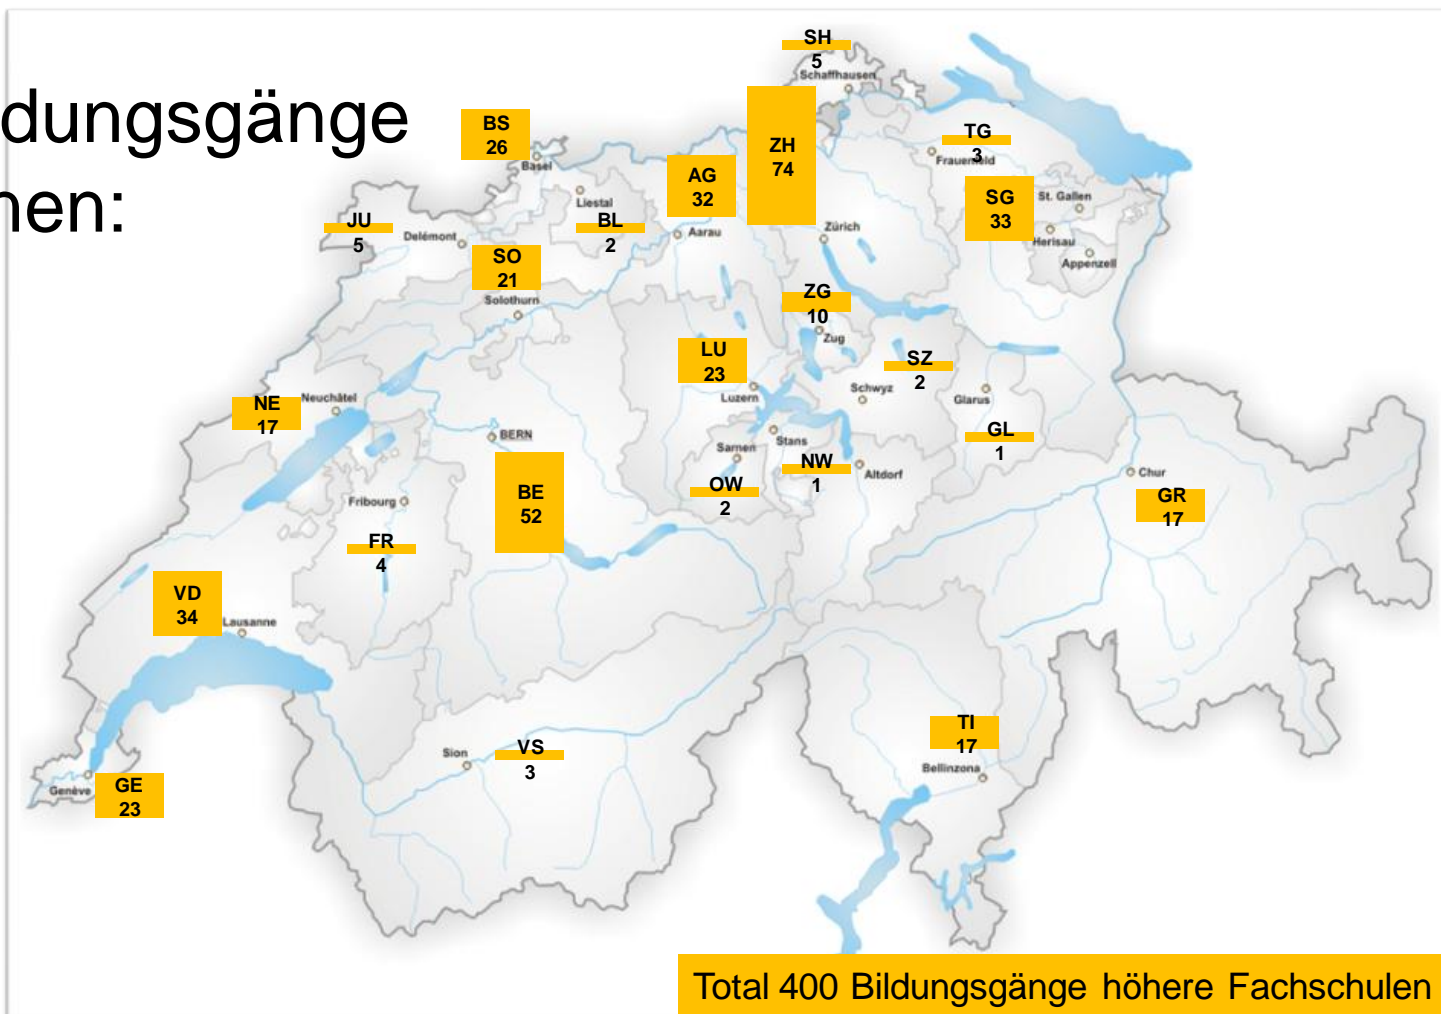 dungsgänge
nen:
SH
5
Schaffhausen
BS
26
Basel
ZH
74
TG
3
Frauenfeld
AG
32
SG
33
St. Gallen
Liestal
JU
5
BL
2
Delémont
Aarau
Zürich
Herisau
Appenzell
SO
21
Solothurn
ZG
10
Zug
LU
23
Luzern
SZ
2
Schwyz
Glarus
NE
17
Neuchâtel
BERN
Stans
GL
1
Sarnen
NW
1
Altdorf
Chur
OW
2
BE
52
GR
17
Fribourg
FR
4
VD
34
Lausanne
TI
17
Bellinzona
Sion
VS
3
Genève
GE
23
Total 400 Bildungsgänge höhere Fachschulen